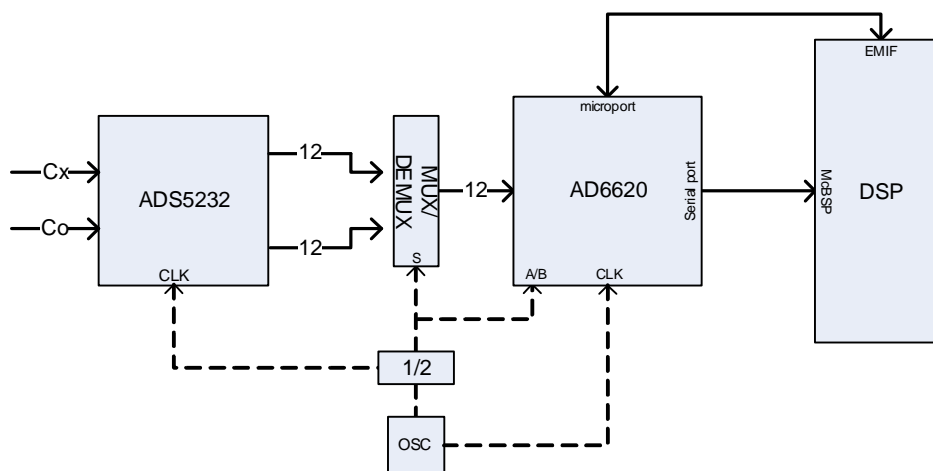 EMIF
microport
Cx
12
ADS5232
MUX/
DEMUX
12
AD6620
Serial port
McBSP
DSP
Co
12
CLK
S
A/B
CLK
1/2
OSC